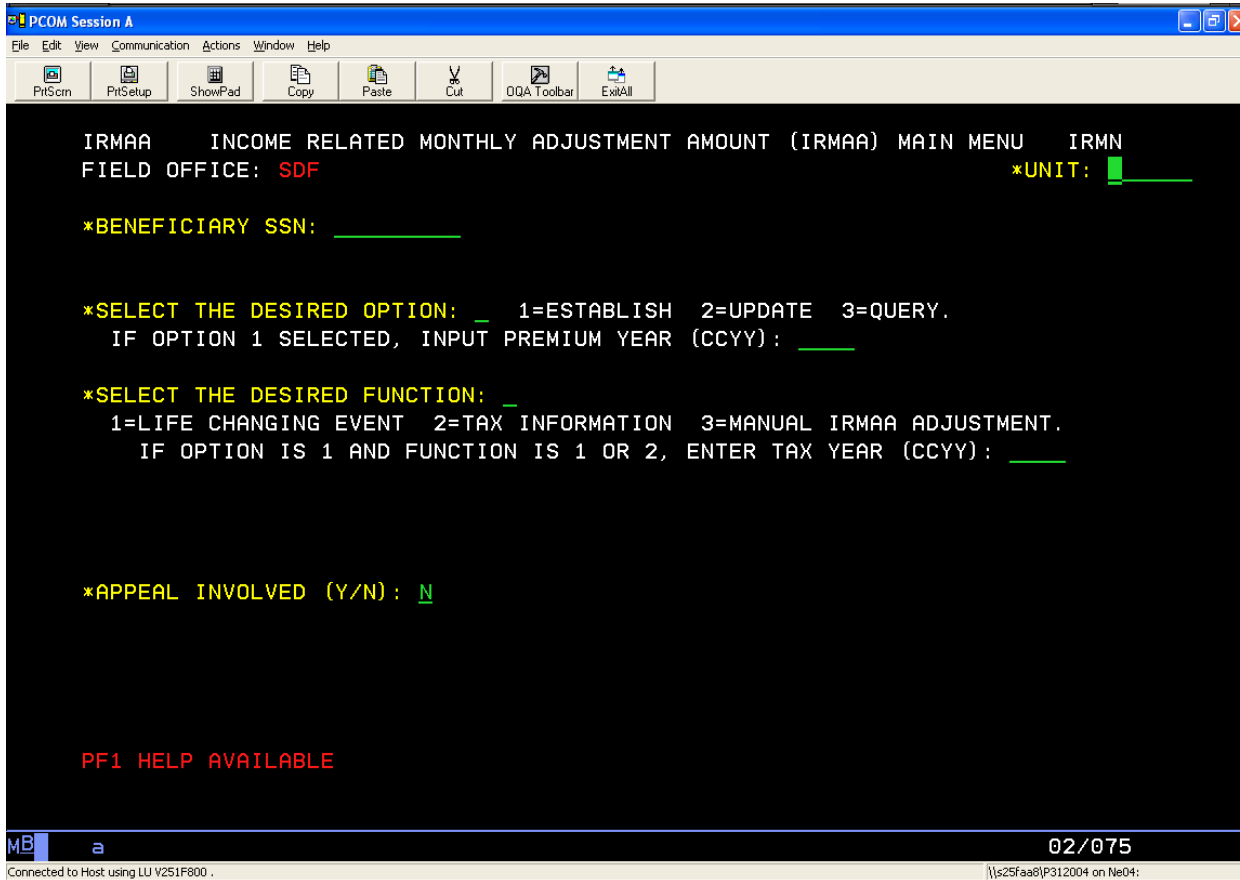 PCOM Session A
File Edit View Communication Actions Window Help
PrtScrn PrtSetup ShowPad Copy Paste Cut OQA Toolbar ExitAll
IRMAA INCOME RELATED MONTHLY ADJUSTMENT AMOUNT (IRMAA) MAIN MENU IRMN
FIELD OFFICE: SDF *UNIT: _______
*BENEFICIARY SSN: _________
*SELECT THE DESIRED OPTION: _ 1=ESTABLISH 2=UPDATE 3=QUERY.
IF OPTION 1 SELECTED, INPUT PREMIUM YEAR (CCYY): ____
*SELECT THE DESIRED FUNCTION: _
1=LIFE CHANGING EVENT 2=TAX INFORMATION 3=MANUAL IRMAA ADJUSTMENT.
IF OPTION IS 1 AND FUNCTION IS 1 OR 2, ENTER TAX YEAR (CCYY): ____
*APPEAL INVOLVED (Y/N): N
PF1 HELP AVAILABLE
MB a 02/075
Connected to Host using LU V251F800 . \\s25faa8\P312004 on Ne04: